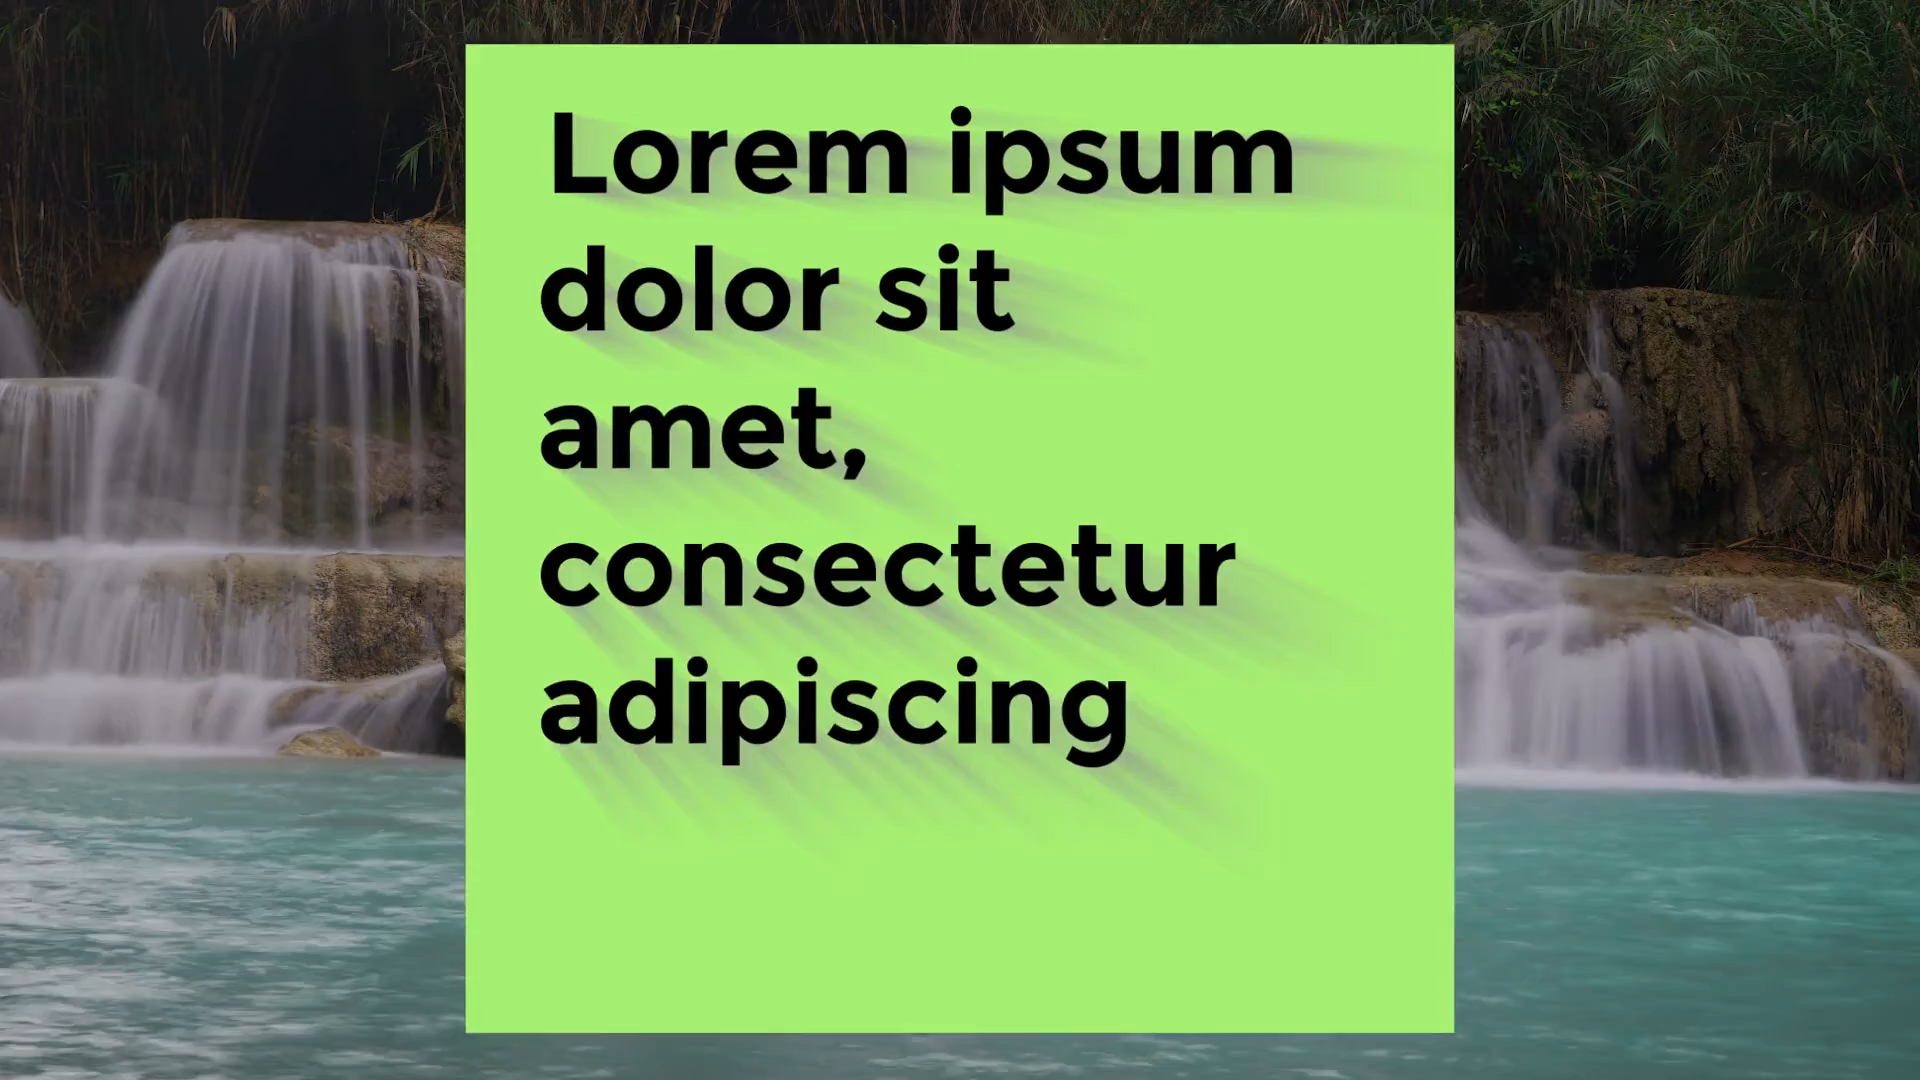 Lorem ipsum
dolor sit
amet,
consectetur
adipiscing